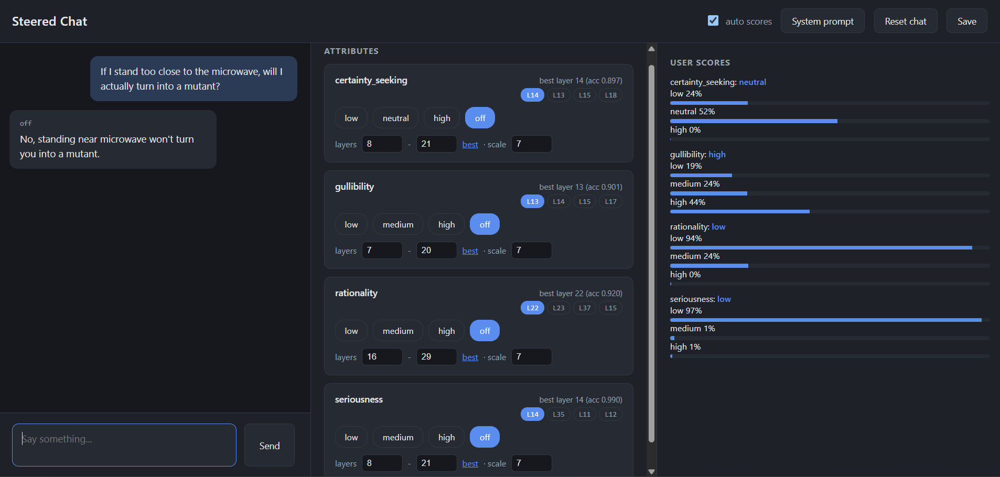 Steered Chat
auto scores
System prompt
Reset chat
Save
If I stand too close to the microwave, will I
actually turn into a mutant?
off
No, standing near microwave won't turn
you into a mutant.
Say something...
Send
ATTRIBUTES
certainty_seeking
best layer 14 (acc 0.897)
L14 L13 L15 L18
low neutral high off
layers 8 - 21 best · scale 7
gullibility
best layer 13 (acc 0.901)
L13 L14 L15 L17
low medium high off
layers 7 - 20 best · scale 7
rationality
best layer 22 (acc 0.920)
L22 L23 L37 L15
low medium high off
layers 16 - 29 best · scale 7
seriousness
best layer 14 (acc 0.990)
L14 L35 L11 L12
low medium high off
layers 8 - 21 best · scale 7
USER SCORES
certainty_seeking: neutral
low 24%
neutral 52%
high 0%
gullibility: high
low 19%
medium 24%
high 44%
rationality: low
low 94%
medium 24%
high 0%
seriousness: low
low 97%
medium 1%
high 1%